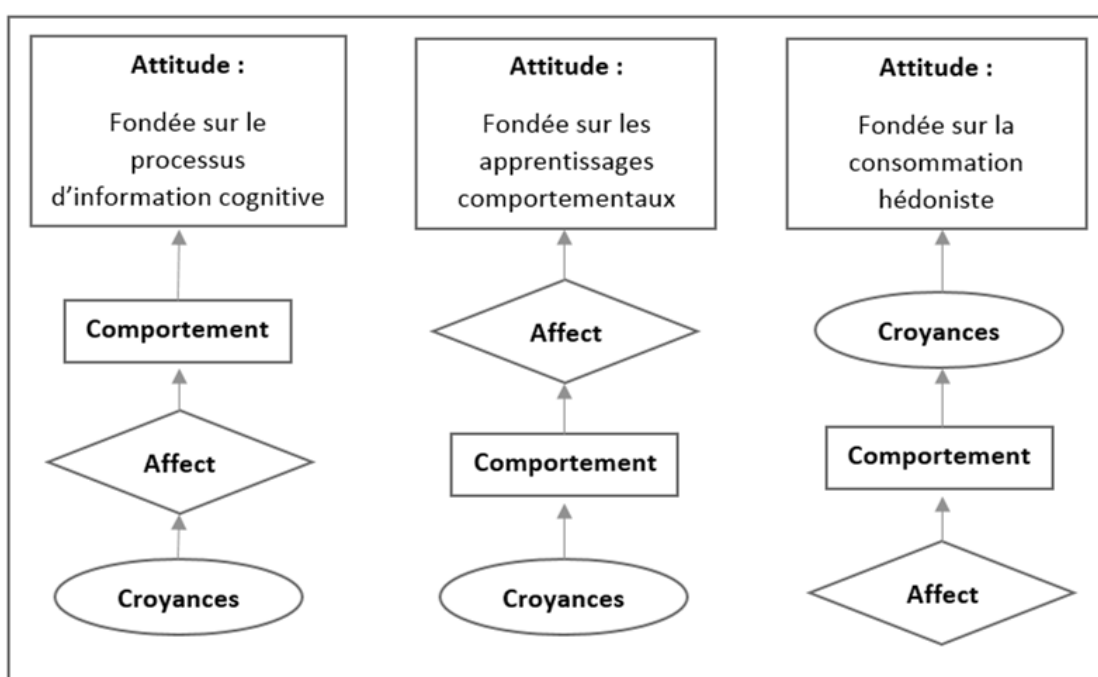 Attitude :
Fondée sur le
processus
d’information cognitive
Comportement
Affect
Croyances
Attitude :
Fondée sur les
apprentissages
comportementaux
Affect
Comportement
Croyances
Attitude :
Fondée sur la
consommation
hédoniste
Croyances
Comportement
Affect